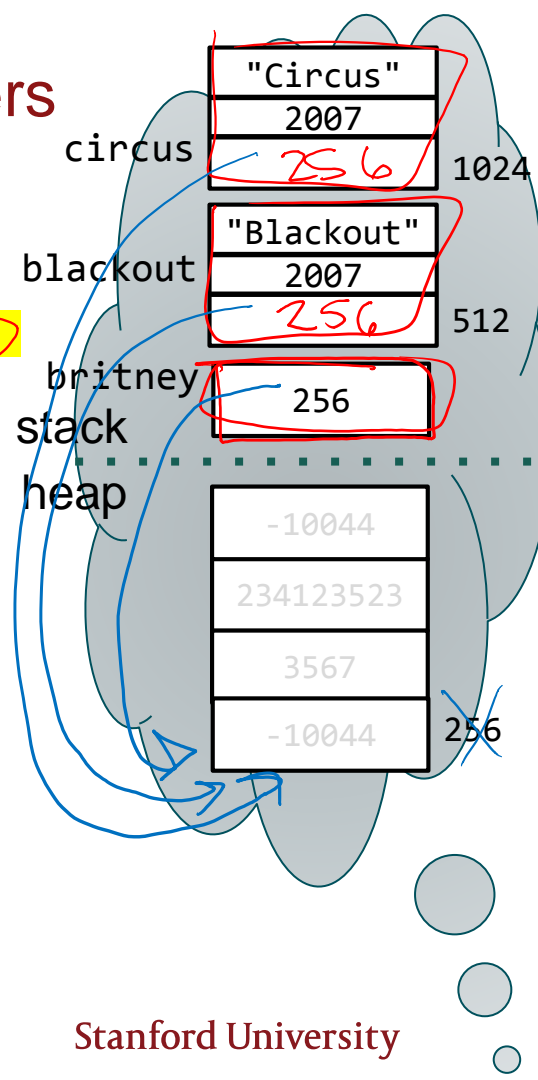 ers
"Circus"
2007
circus 256 1024
"Blackout"
blackout 2007
256 512
britney 256
stack
heap
-10044
234123523
3567
-10044 256
Stanford University